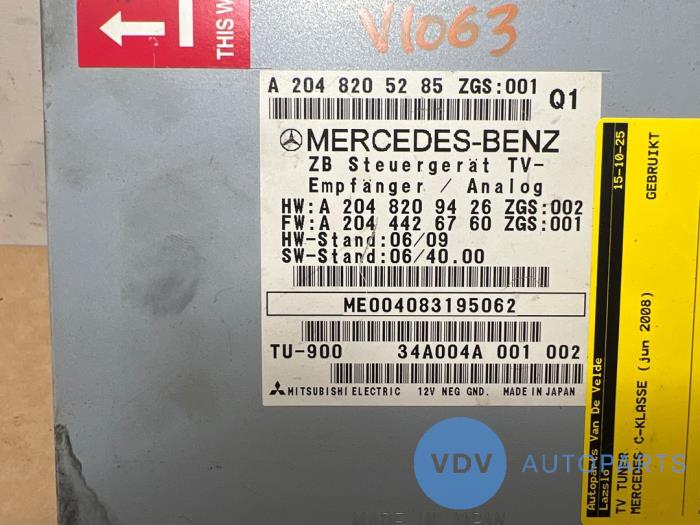 THIS W
V1063
A 204 820 52 85 ZGS:001
Q1
MERCEDES-BENZ
ZB Steuergerät TV-
Empfänger / Analog
HW:A 204 820 94 26 ZGS:002
FW:A 204 442 67 60 ZGS:001
HW-Stand:06/09
SW-Stand:06/40.00
ME004083195062
TU-900 34A004A 001 002
MITSUBISHI ELECTRIC 12V NEG GND. MADE IN JAPAN
MADE IN JAPAN
15-10-25
GEBRUIKT
Autoparts Van De Velde
Lazslo
TV TUNER
MERCEDES C-KLASSE (jun 2008)
VDV AUTOPARTS